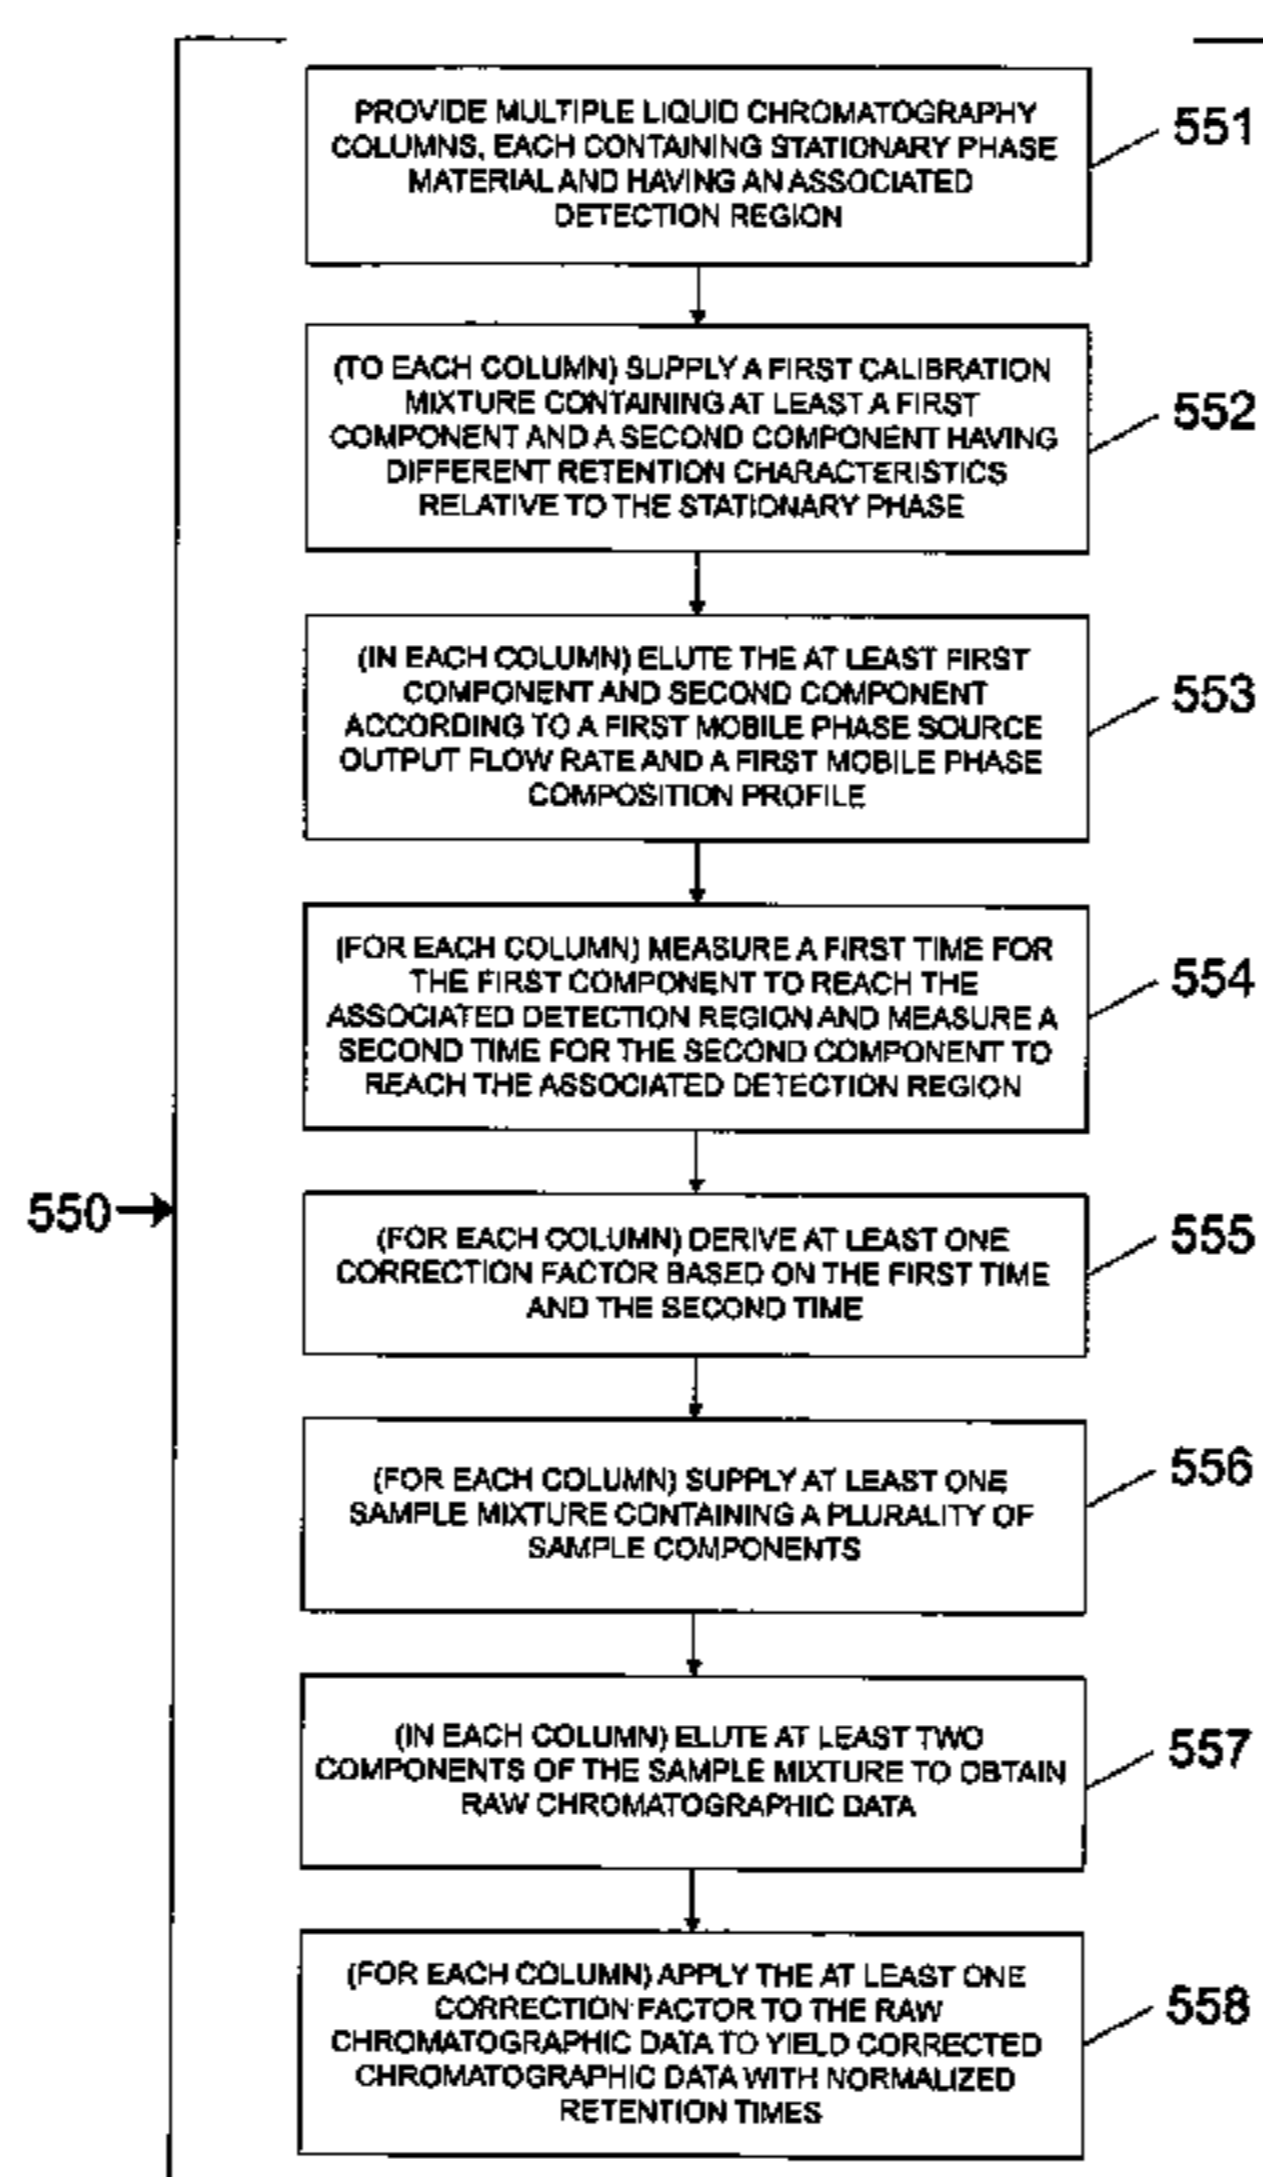 PROVIDE MULTIPLE LIQUID CHROMATOGRAPHY
COLUMNS, EACH CONTAINING STATIONARY PHASE
MATERIAL AND HAVING AN ASSOCIATED
DETECTION REGION
551
(TO EACH COLUMN) SUPPLY A FIRST CALIBRATION
MIXTURE CONTAINING AT LEAST A FIRST
COMPONENT AND A SECOND COMPONENT HAVING
DIFFERENT RETENTION CHARACTERISTICS
RELATIVE TO THE STATIONARY PHASE
552
(IN EACH COLUMN) ELUTE THE AT LEAST FIRST
COMPONENT AND SECOND COMPONENT
ACCORDING TO A FIRST MOBILE PHASE SOURCE
OUTPUT FLOW RATE AND A FIRST MOBILE PHASE
COMPOSITION PROFILE
553
(FOR EACH COLUMN) MEASURE A FIRST TIME FOR
THE FIRST COMPONENT TO REACH THE
ASSOCIATED DETECTION REGION AND MEASURE A
SECOND TIME FOR THE SECOND COMPONENT TO
REACH THE ASSOCIATED DETECTION REGION
554
550
(FOR EACH COLUMN) DERIVE AT LEAST ONE
CORRECTION FACTOR BASED ON THE FIRST TIME
AND THE SECOND TIME
555
(FOR EACH COLUMN) SUPPLY AT LEAST ONE
SAMPLE MIXTURE CONTAINING A PLURALITY OF
SAMPLE COMPONENTS
556
(IN EACH COLUMN) ELUTE AT LEAST TWO
COMPONENTS OF THE SAMPLE MIXTURE TO OBTAIN
RAW CHROMATOGRAPHIC DATA
557
(FOR EACH COLUMN) APPLY THE AT LEAST ONE
CORRECTION FACTOR TO THE RAW
CHROMATOGRAPHIC DATA TO YIELD CORRECTED
CHROMATOGRAPHIC DATA WITH NORMALIZED
RETENTION TIMES
558